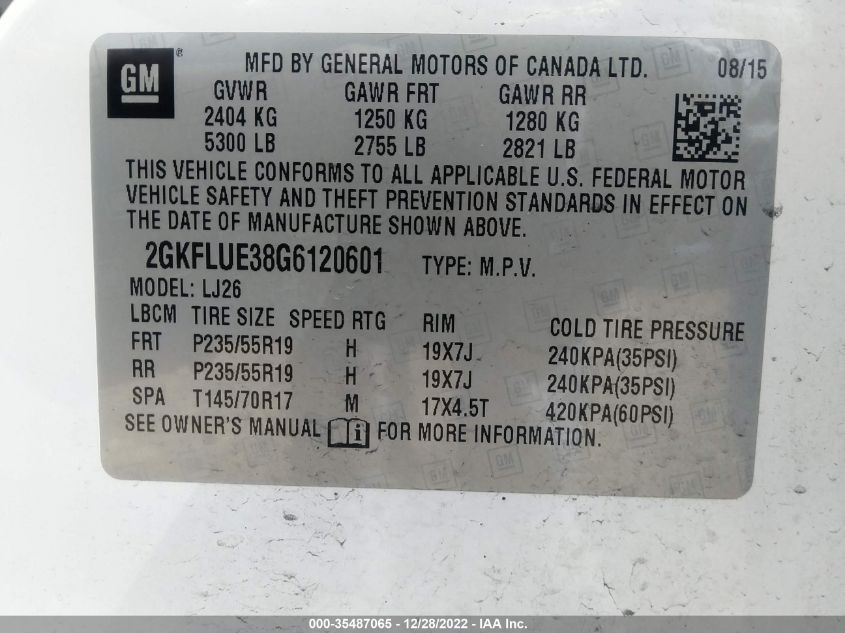 GM ® MFD BY GENERAL MOTORS OF CANADA LTD. 08/15
GVWR GAWR FRT GAWR RR
2404 KG 1250 KG 1280 KG
5300 LB 2755 LB 2821 LB
THIS VEHICLE CONFORMS TO ALL APPLICABLE U.S. FEDERAL MOTOR
VEHICLE SAFETY AND THEFT PREVENTION STANDARDS IN EFFECT ON
THE DATE OF MANUFACTURE SHOWN ABOVE.
2GKFLUE38G6120601 TYPE: M.P.V.
MODEL: LJ26
LBCM TIRE SIZE SPEED RTG RIM COLD TIRE PRESSURE
FRT P235/55R19 H 19X7J 240KPA(35PSI)
RR P235/55R19 H 19X7J 240KPA(35PSI)
SPA T145/70R17 M 17X4.5T 420KPA(60PSI)
SEE OWNER'S MANUAL i FOR MORE INFORMATION.
000-35487065 - 12/28/2022 - IAA Inc.